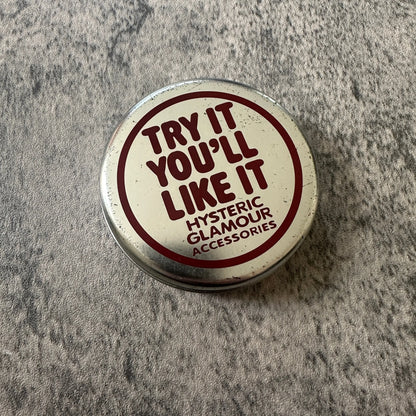 TRY IT
YOU'LL
LIKE IT
HYSTERIC
GLAMOUR
ACCESSORIES